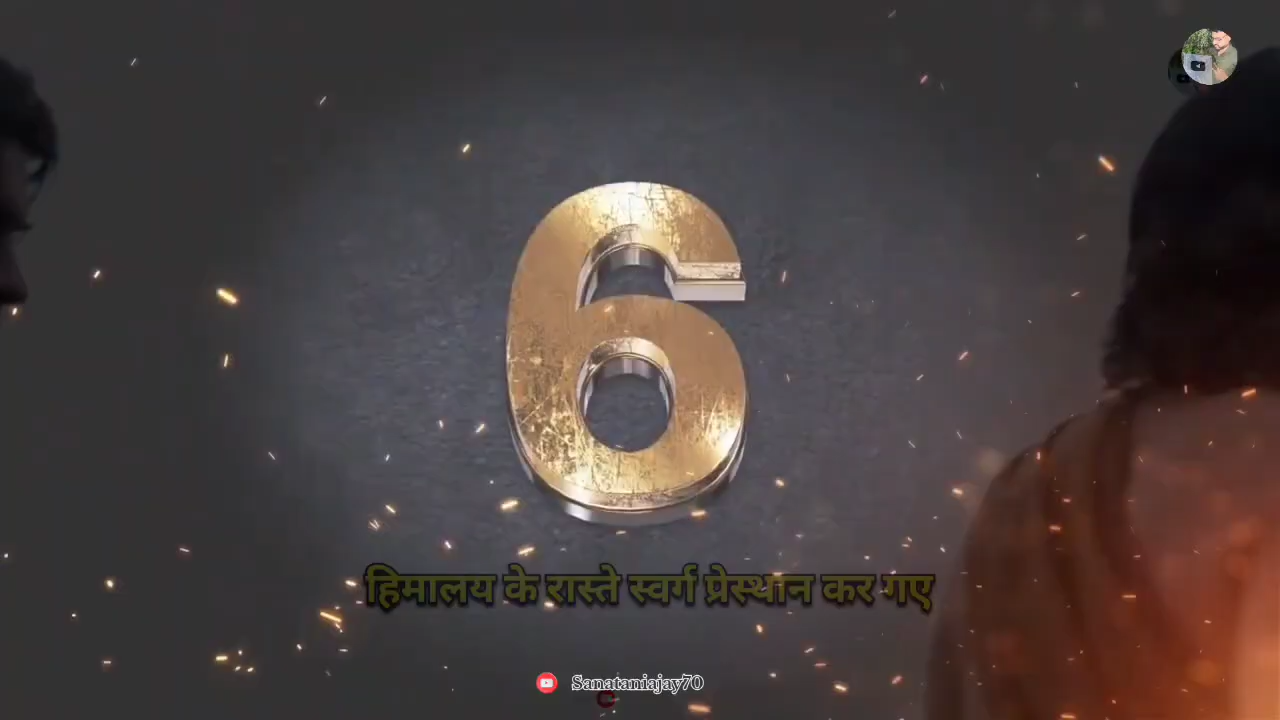 6
हिमालय के रास्ते स्वर्ग प्रेस्थान कर गए
Sanataniajay70